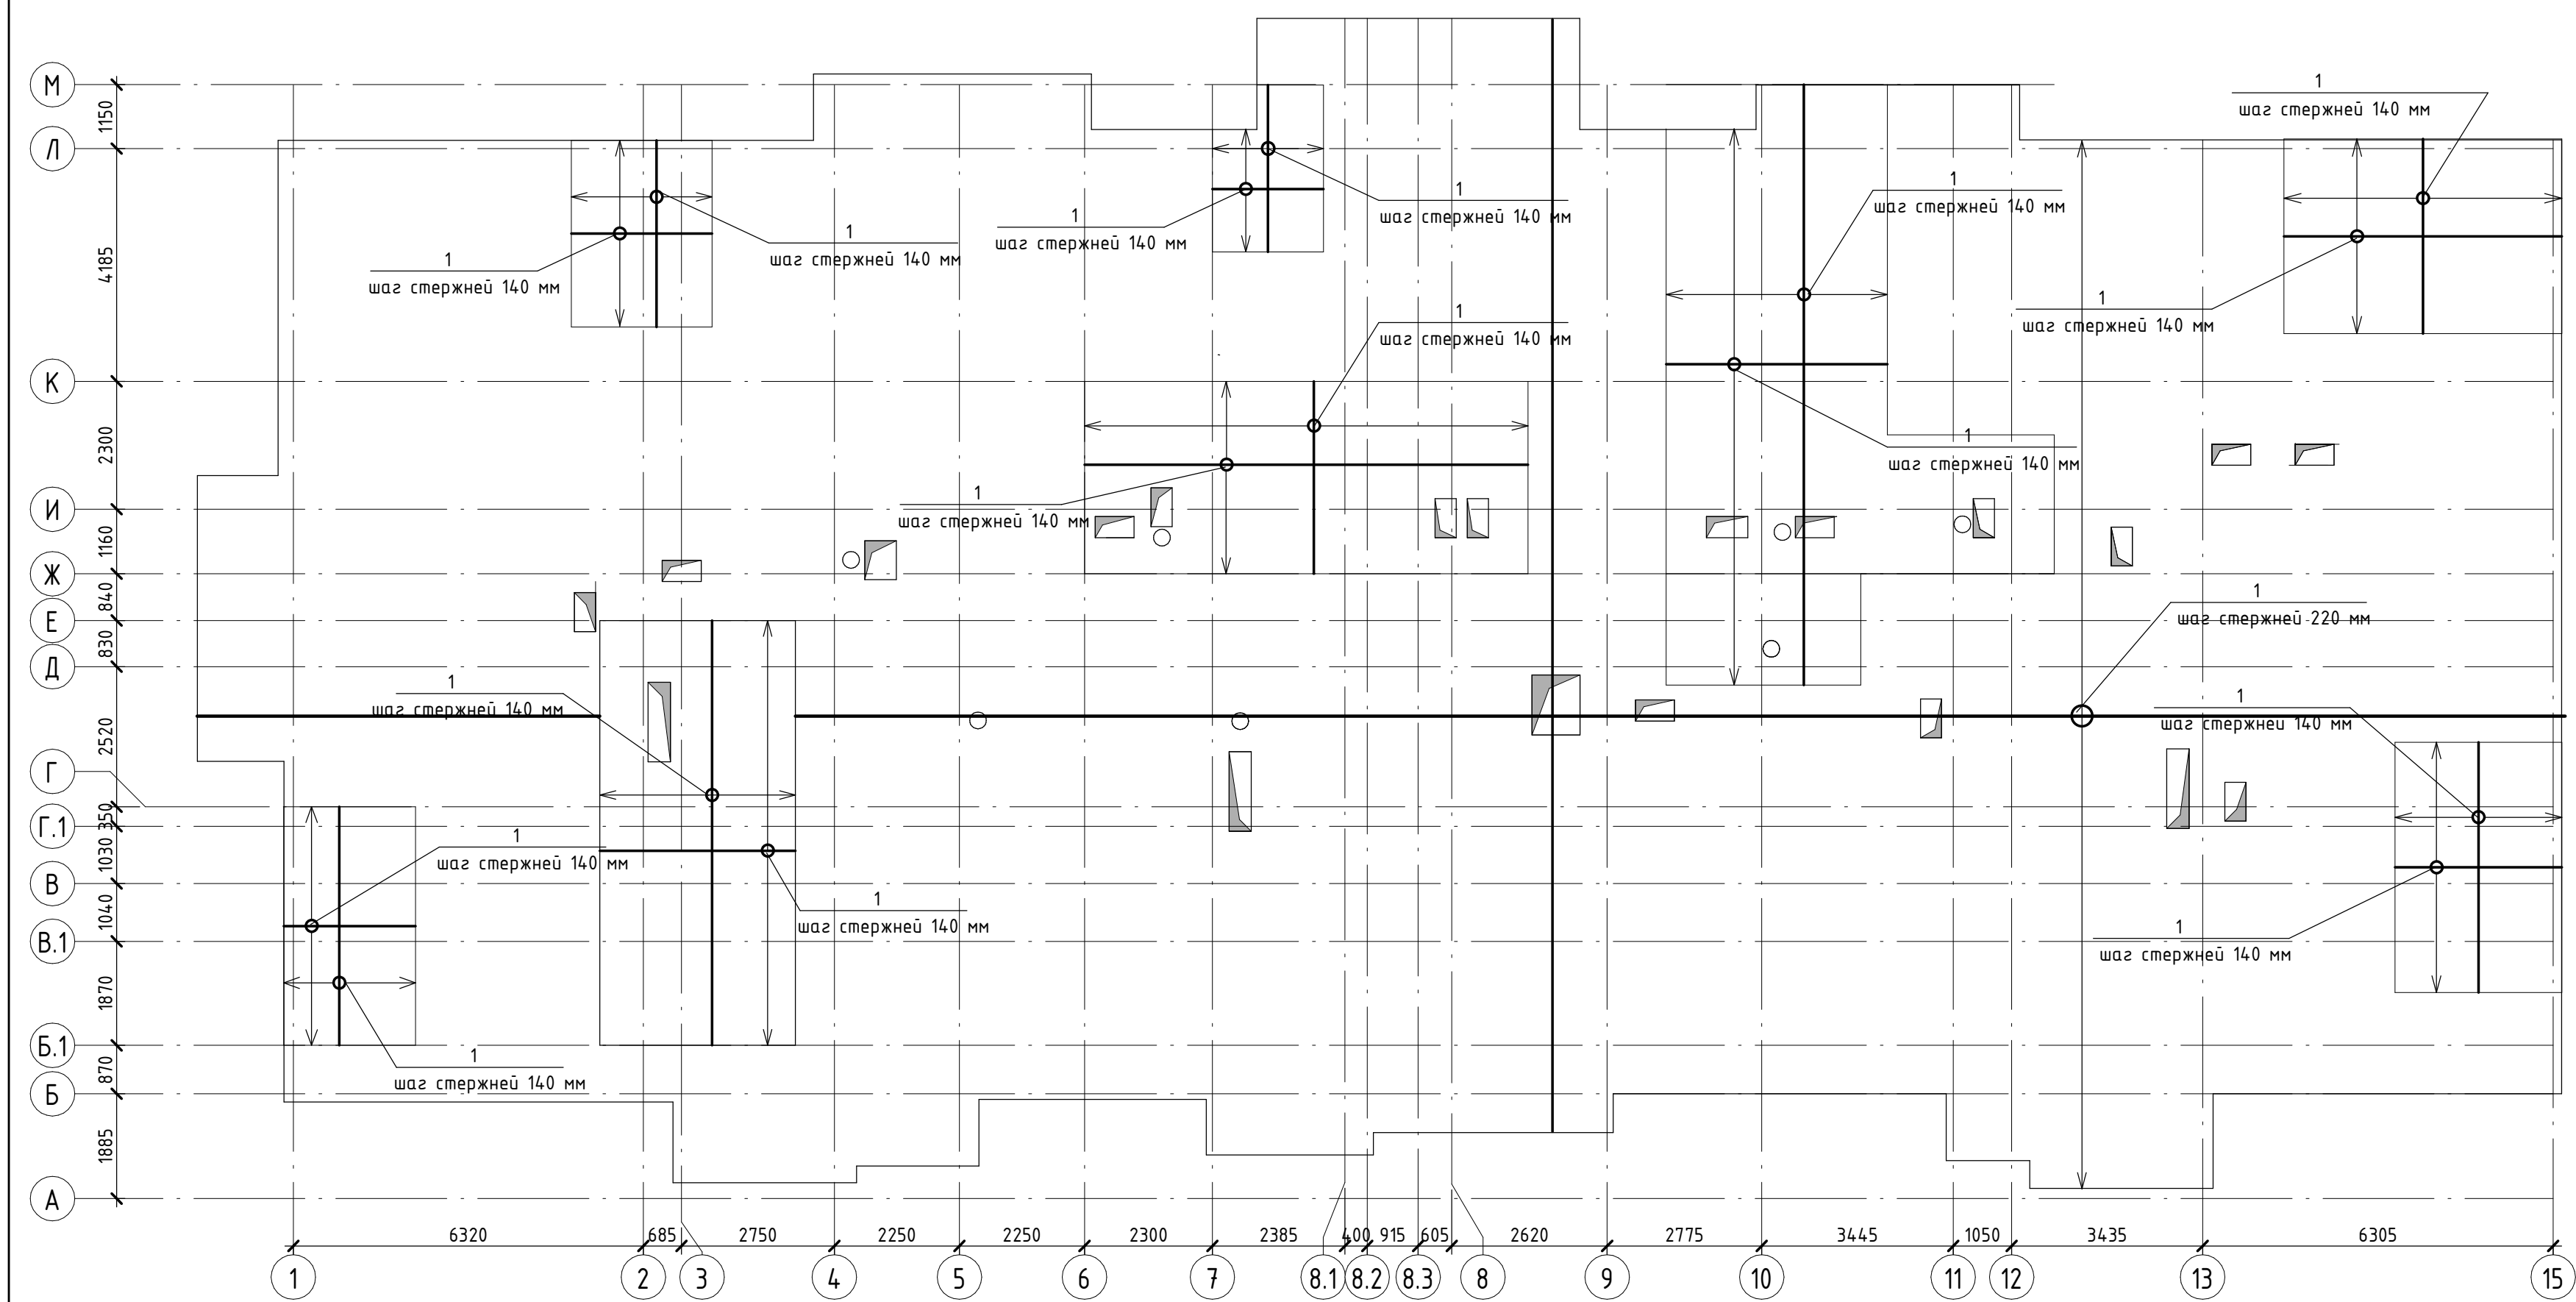 М
1
шаг стержней 140 мм
1150
Л
1
шаг стержней 140 мм
1
шаг стержней 140 мм
1
шаг стержней 140 мм
1
шаг стержней 140 мм
1
шаг стержней 140 мм
4185
1
шаг стержней 140 мм
1
шаг стержней 140 мм
К
2300
1
шаг стержней 140 мм
1
шаг стержней 140 мм
И
1160
Ж
840
1
шаг стержней 220 мм
Е
830
Д
1
шаг стержней 140 мм
1
шаг стержней 140 мм
2520
Г
350
Г.1
1
шаг стержней 140 мм
1030
В
1
шаг стержней 140 мм
1040
В.1
1
шаг стержней 140 мм
1870
Б.1
1
шаг стержней 140 мм
870
Б
1885
А
6320 685 2750 2250 2250 2300 2385 400 915 605 2620 2775 3445 1050 3435 6305
1 2 3 4 5 6 7 8.1 8.2 8.3 8 9 10 11 12 13 15